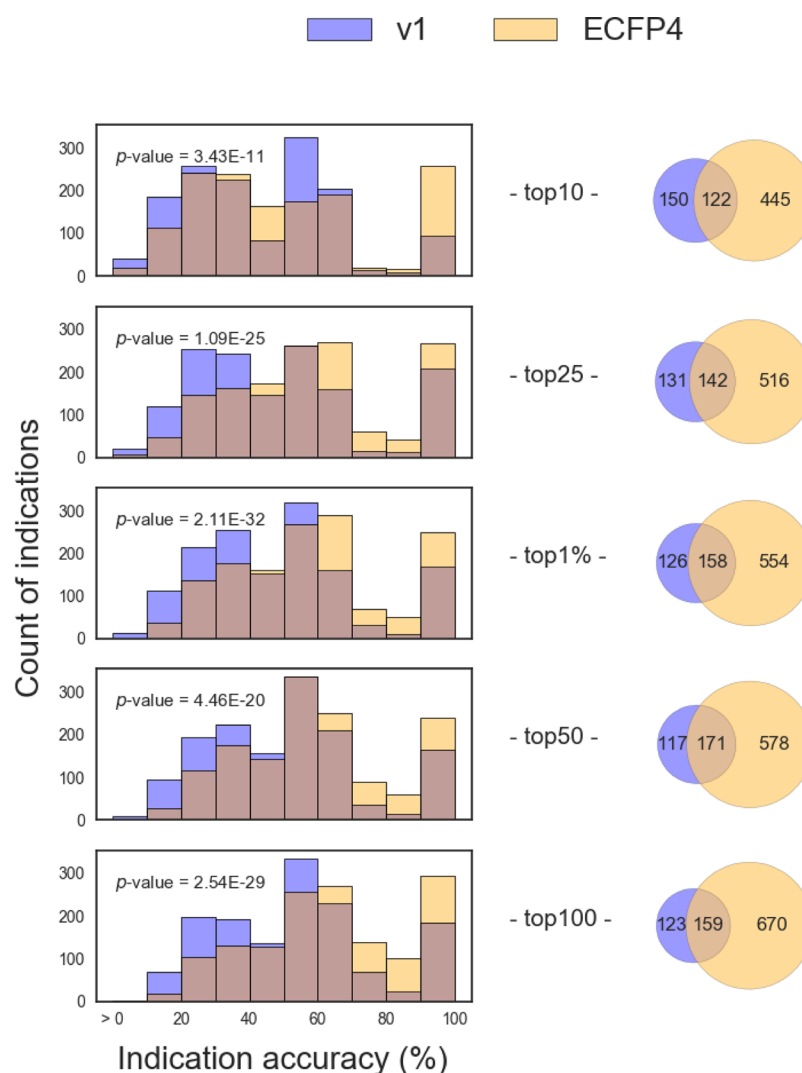 v1 ECFP4
p-value = 3.43E-11
300
200
100
0
- top10 -
150 122 445
p-value = 1.09E-25
300
200
100
0
- top25 -
131 142 516
p-value = 2.11E-32
300
200
100
0
- top1% -
126 158 554
p-value = 4.46E-20
300
200
100
0
- top50 -
117 171 578
p-value = 2.54E-29
300
200
100
0
- top100 -
123 159 670
> 0 20 40 60 80 100
Count of indications
Indication accuracy (%)